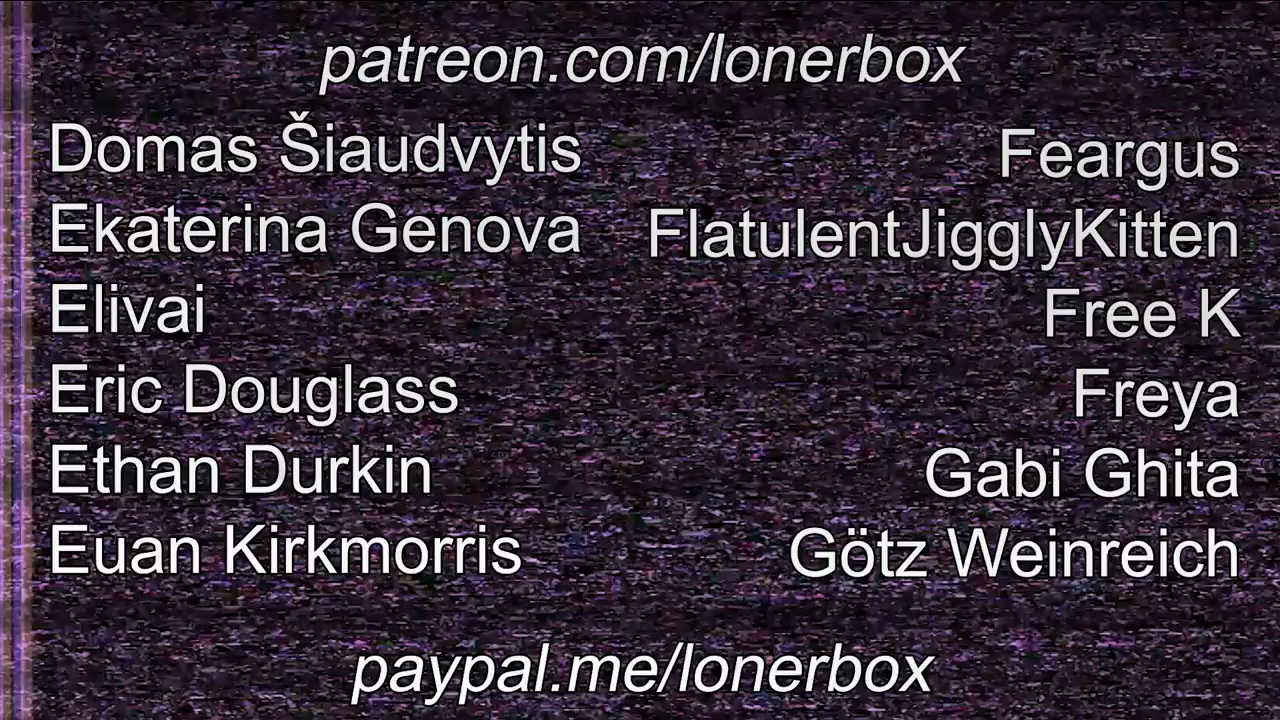 patreon.com/lonerbox
Domas Šiaudvytis
Ekaterina Genova
Elivai
Eric Douglass
Ethan Durkin
Euan Kirkmorris
Feargus
FlatulentJigglyKitten
Free K
Freya
Gabi Ghita
Götz Weinreich
paypal.me/lonerbox